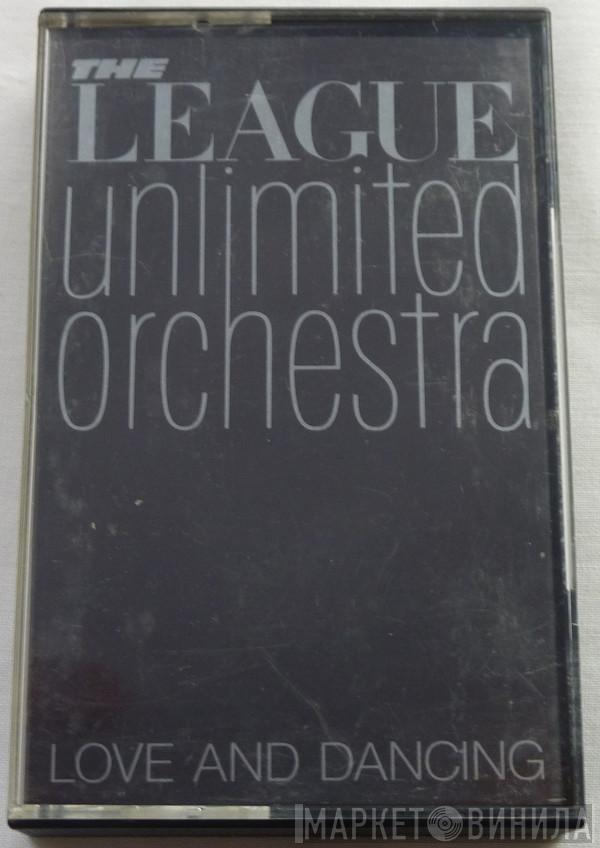 THE
LEAGUE
unlimited
orchestra
LOVE AND DANCING
МАРКЕТ ВИНИЛА